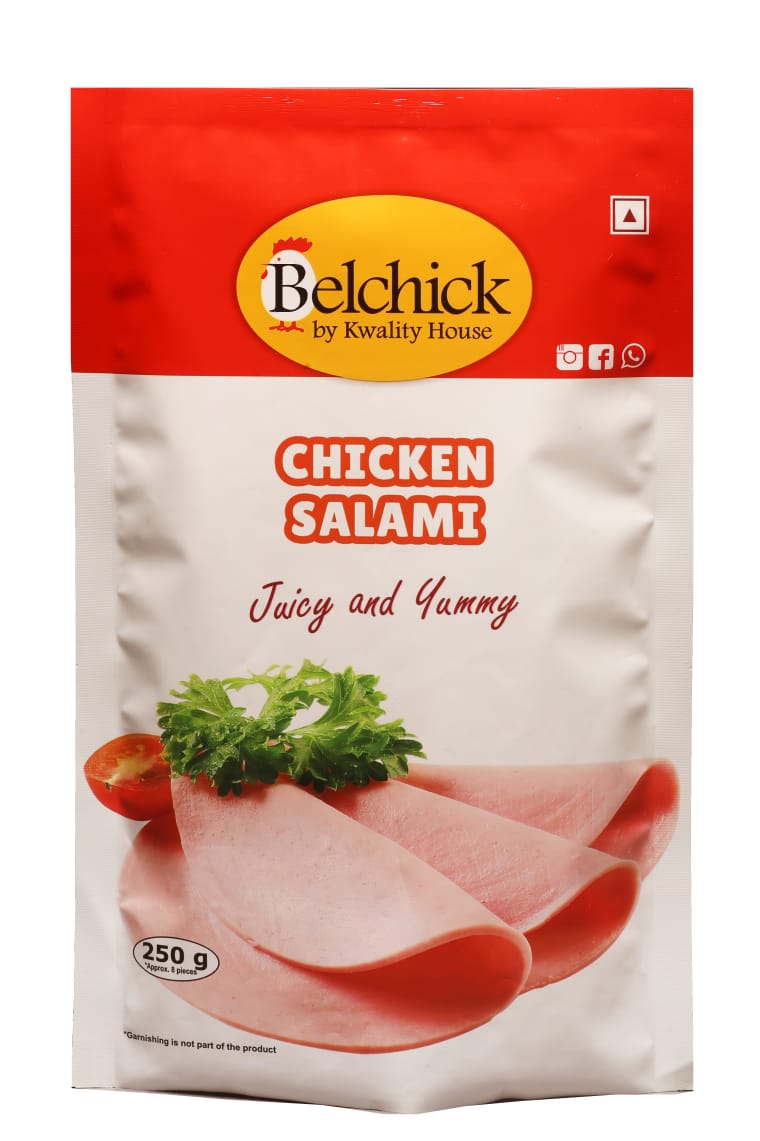 Belchick
by Kwality House
CHICKEN
SALAMI
Juicy and Yummy
250 g
*Approx. 8 pieces
*Garnishing is not part of the product